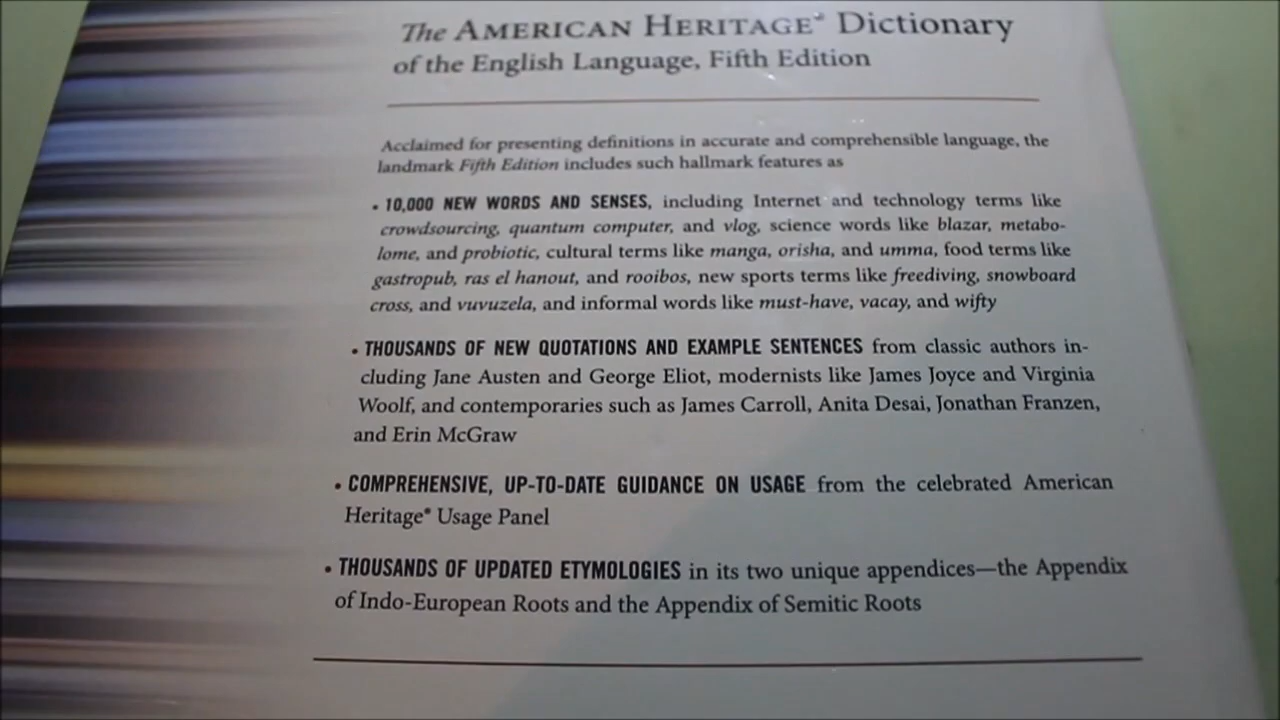 The AMERICAN HERITAGE® Dictionary
of the English Language, Fifth Edition
Acclaimed for presenting definitions in accurate and comprehensible language, the
landmark Fifth Edition includes such hallmark features as
• 10,000 NEW WORDS AND SENSES, including Internet and technology terms like
crowdsourcing, quantum computer, and vlog, science words like blazar, metabo-
lome, and probiotic, cultural terms like manga, orisha, and umma, food terms like
gastropub, ras el hanout, and rooibos, new sports terms like freediving, snowboard
cross, and vuvuzela, and informal words like must-have, vacay, and wifty
• THOUSANDS OF NEW QUOTATIONS AND EXAMPLE SENTENCES from classic authors in-
cluding Jane Austen and George Eliot, modernists like James Joyce and Virginia
Woolf, and contemporaries such as James Carroll, Anita Desai, Jonathan Franzen,
and Erin McGraw
• COMPREHENSIVE, UP-TO-DATE GUIDANCE ON USAGE from the celebrated American
Heritage® Usage Panel
• THOUSANDS OF UPDATED ETYMOLOGIES in its two unique appendices—the Appendix
of Indo-European Roots and the Appendix of Semitic Roots